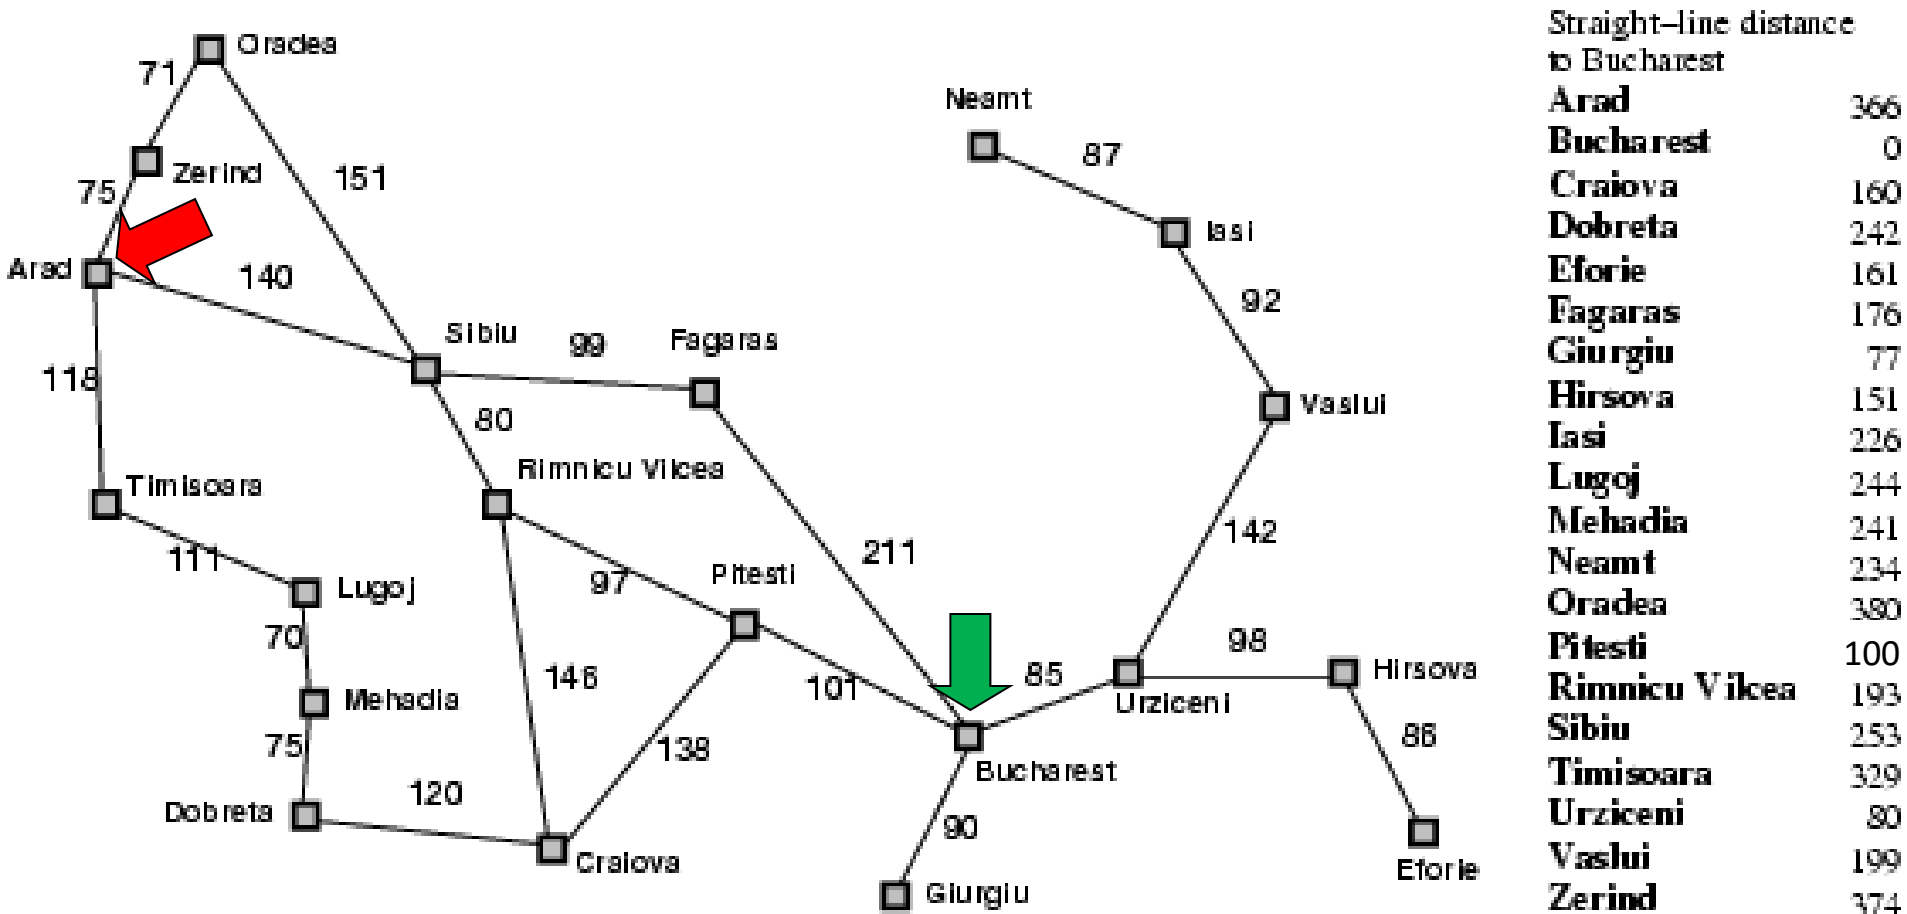 Oradea
71
Neamt
87
Zerind
151
75
Iasi
Arad
140
92
Sibiu
99
Fagaras
118
80
Vaslui
Rimnicu Vilcea
Timisoara
142
111
211
Lugoj
97
Pitesti
70
98
Hirsova
146
101
85
Mehadia
Urziceni
75
138
86
Bucharest
120
Dobreta
90
Craiova
Eforie
Giurgiu
Straight–line distance
to Bucharest
Arad 366
Bucharest 0
Craiova 160
Dobreta 242
Eforie 161
Fagaras 176
Giurgiu 77
Hirsova 151
Iasi 226
Lugoj 244
Mehadia 241
Neamt 234
Oradea 380
Pitesti 100
Rimnicu Vilcea 193
Sibiu 253
Timisoara 329
Urziceni 80
Vaslui 199
Zerind 374